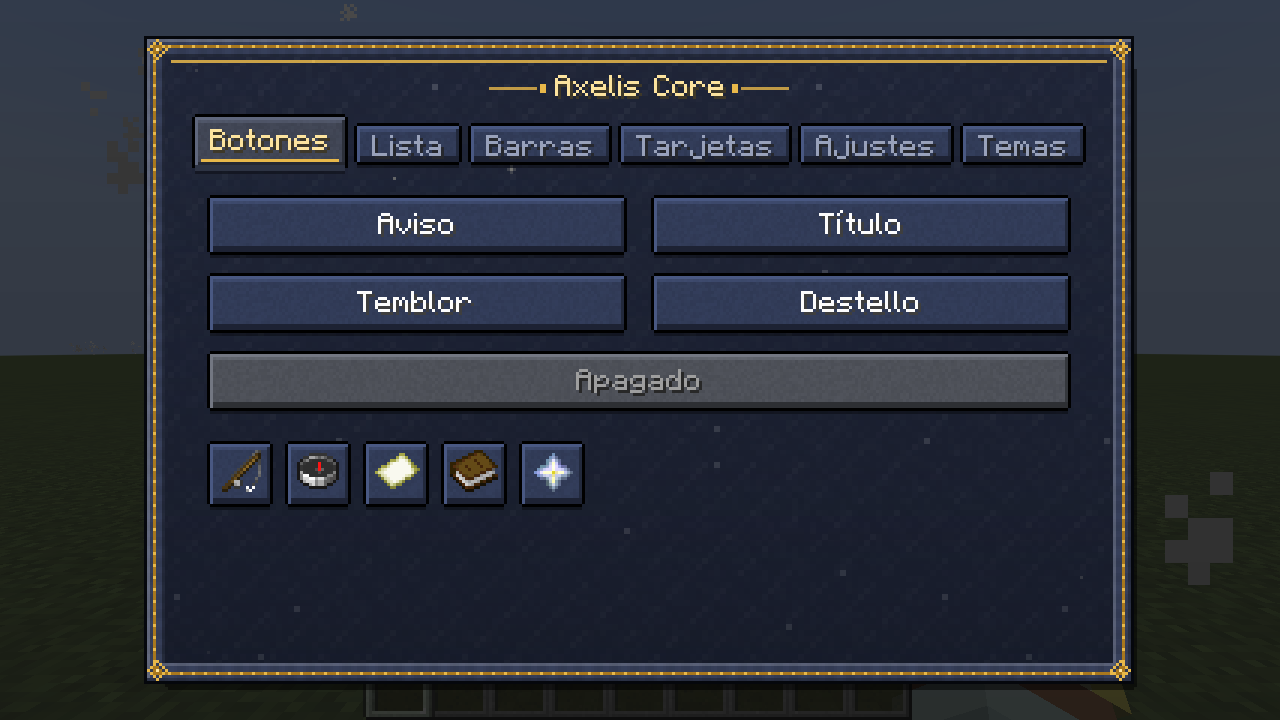 Axelis Core
Botones Lista Barras Tarjetas Ajustes Temas
Aviso Título
Temblor Destello
Apagado